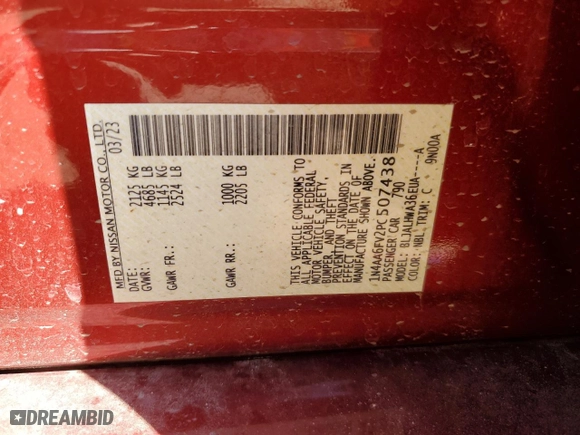 MFD BY NISSAN MOTOR CO., LTD.
03/23
GVWR: 2125 KG
4685 LB
GAWR FR.: 1145 KG
2524 LB
GAWR RR.: 1000 KG
2205 LB
THIS VEHICLE CONFORMS TO
ALL APPLICABLE FEDERAL
MOTOR VEHICLE SAFETY,
BUMPER, AND THEFT
PREVENTION STANDARDS IN
EFFECT ON THE DATE OF
MANUFACTURE SHOWN ABOVE.
1N4AA6FV2PC507438
PASSENGER CAR 790
MODEL: BLJALHWA36EUA----A
COLOR: NBL TRIM: C 9N00A
DREAMBID